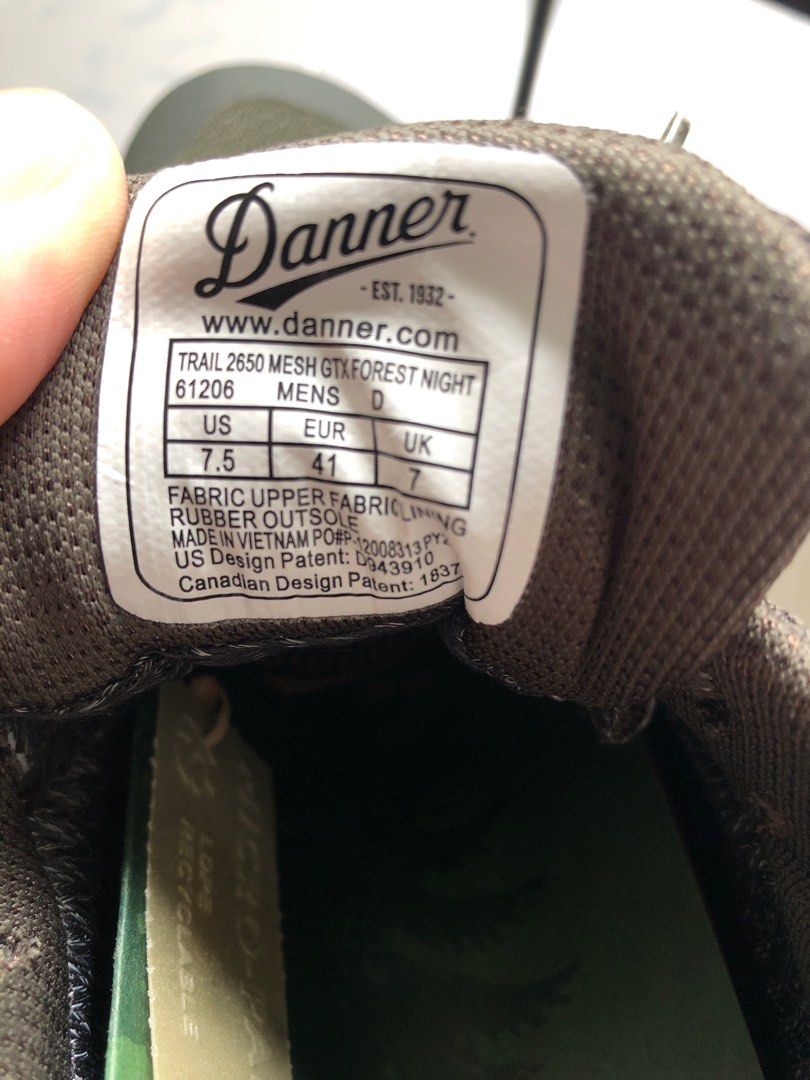 Danner
- EST. 1932 -
www.danner.com
TRAIL 2650 MESH GTX FOREST NIGHT
61206 MENS D
US EUR UK
7.5 41 7
FABRIC UPPER FABRIC LINING
RUBBER OUTSOLE
MADE IN VIETNAM PO#P-12008313 PY2
US Design Patent: D943910
Canadian Design Patent: 1837
LDPE
RECYCLABLE